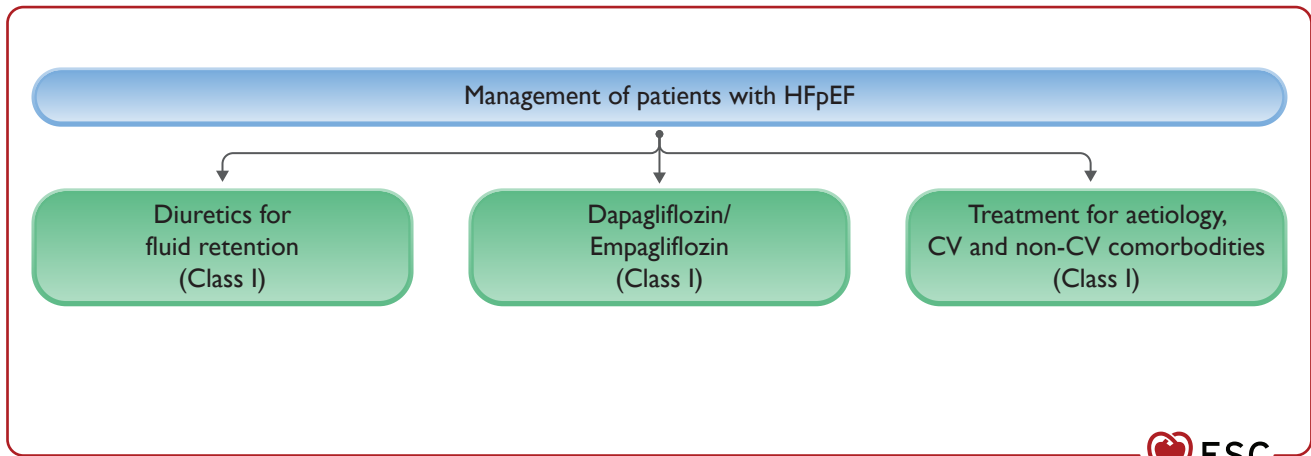 Management of patients with HFpEF
Diuretics for
fluid retention
(Class I)
Dapagliflozin/
Empagliflozin
(Class I)
Treatment for aetiology,
CV and non-CV comorbodities
(Class I)
ESC